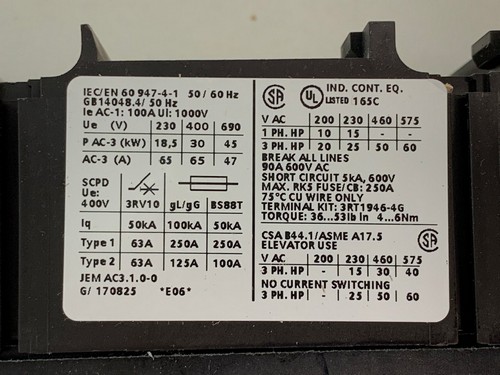 IEC/EN 60 947-4-1 50/60 Hz
GB14048.4/ 50 Hz
Ie AC-1: 100A Ui: 1000V
Ue (V) 230 400 690
P AC-3 (kW) 18,5 30 45
AC-3 (A) 65 65 47
SCPD
Ue:
400V 3RV10 gL/gG BS88T
Iq 50kA 100kA 50kA
Type 1 63A 250A 250A
Type 2 63A 125A 100A
JEM AC3.1.0-0
G/ 170825 *E06*
SA UL IND. CONT. EQ.
LISTED 165C
V AC 200 230 460 575
1 PH. HP 10 15 - -
3 PH. HP 20 25 50 60
BREAK ALL LINES
90A 600V AC
SHORT CIRCUIT 5kA, 600V
MAX. RK5 FUSE/CB: 250A
75°C CU WIRE ONLY
TERMINAL KIT: 3RT1946-4G
TORQUE: 36...53lb in 4...6Nm
CSA B44.1/ASME A17.5
ELEVATOR USE SA
V AC 200 230 460 575
3 PH. HP - 15 30 40
NO CURRENT SWITCHING
3 PH. HP - 25 50 60